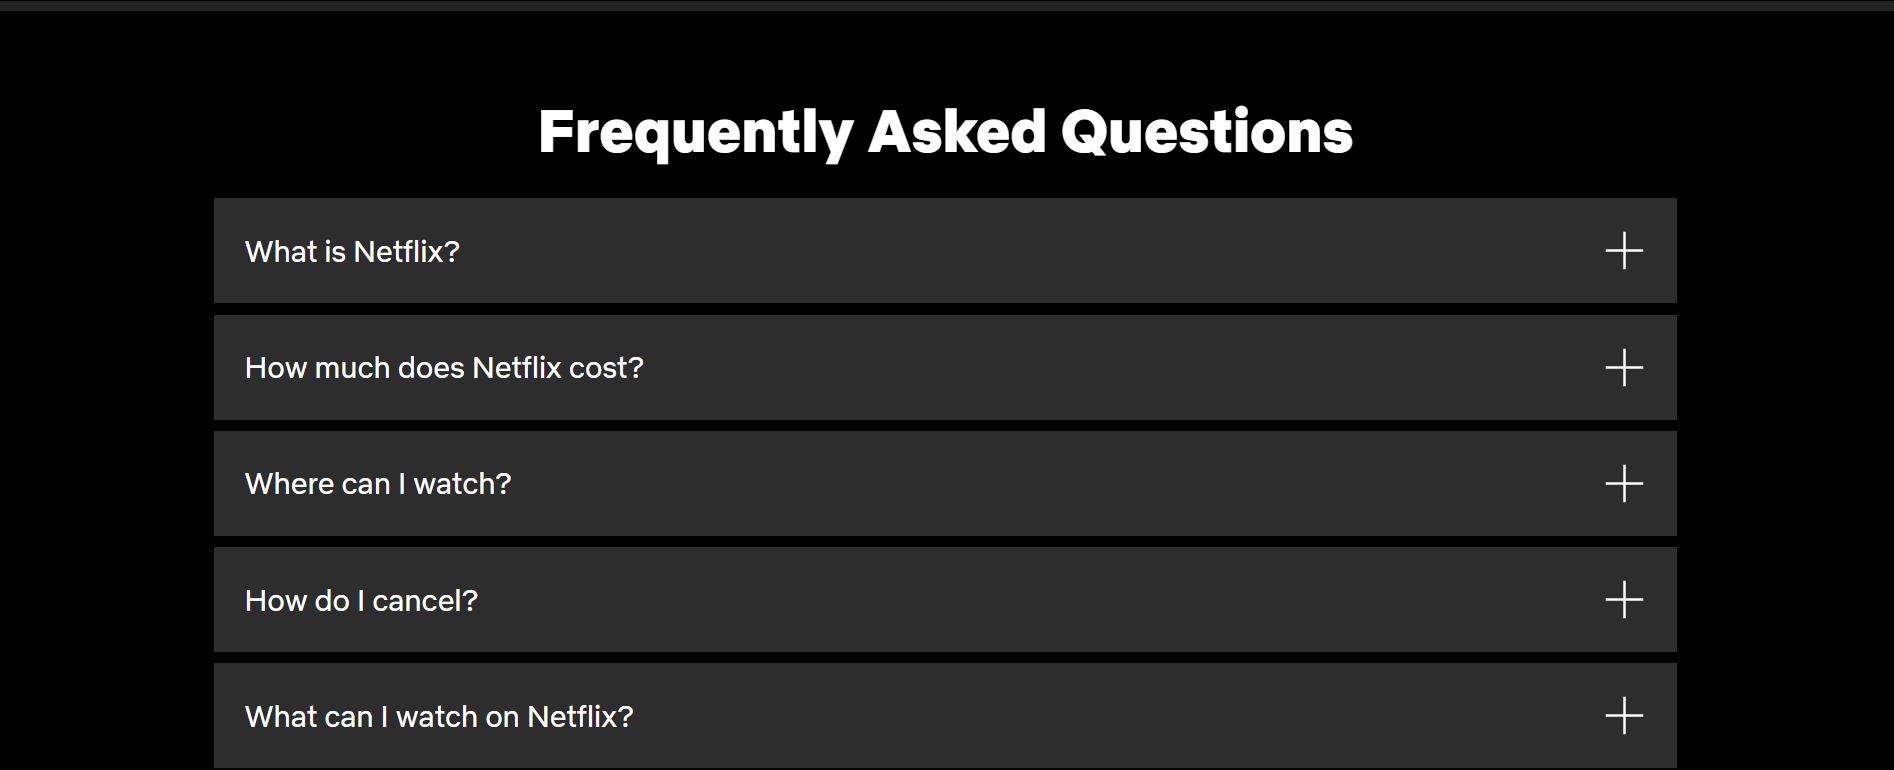 Frequently Asked Questions
What is Netflix?
How much does Netflix cost?
Where can I watch?
How do I cancel?
What can I watch on Netflix?